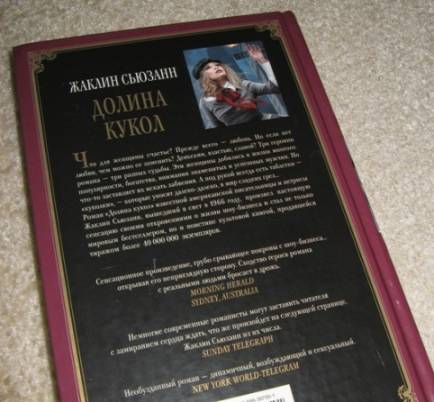 ЖАКЛИН СЬЮЗАНН
ДОЛИНА
КУКОЛ
Что для женщины счастье? Прежде всего – любовь. Но если нет
любви, чем можно ее заменить? Деньгами, властью, славой? Три героини
романа – три разных судьбы. Эти женщины добились в жизни многого
популярности, богатства, внимания знаменитых и успешных мужчин. Но
что-то заставляет их искать забвения. А под рукой всегда есть таблетки –
«куколки», – которые уносят далеко-далеко, в мир сладких грез...
Роман «Долина кукол» известной американской писательницы и актрисы
Жаклин Сьюзанн, вышедший в свет в 1966 году, произвел настоящую
сенсацию своими откровениями о жизни шоу-бизнеса и стал не только
мировым бестселлером, но и поистине культовой книгой, продавшейся
тиражом более 40 000 000 экземпляров.
Сенсационное произведение, грубо срывающее покровы с шоу-бизнеса...
открывая его неприглядную сторону. Сходство героев романа
с реальными людьми бросает в дрожь.
MORNING HERALD
SYDNEY, AUSTRALIA
Немногие современные романисты могут заставить читателя
с замиранием сердца ждать, что же произойдет на следующей странице.
Жаклин Сьюзанн из их числа.
SUNDAY TELEGRAPH
Необузданный роман – динамичный, возбуждающий и сексуальный.
NEW YORK WORLD-TELEGRAM